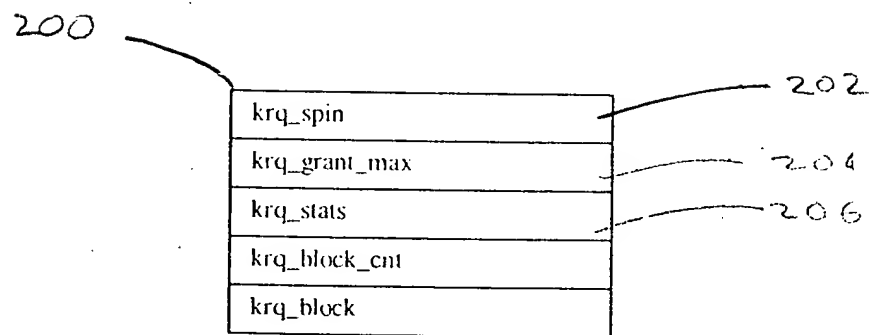 200
202
krq_spin
krq_grant_max
204
krq_stats
206
krq_block_cnt
krq_block